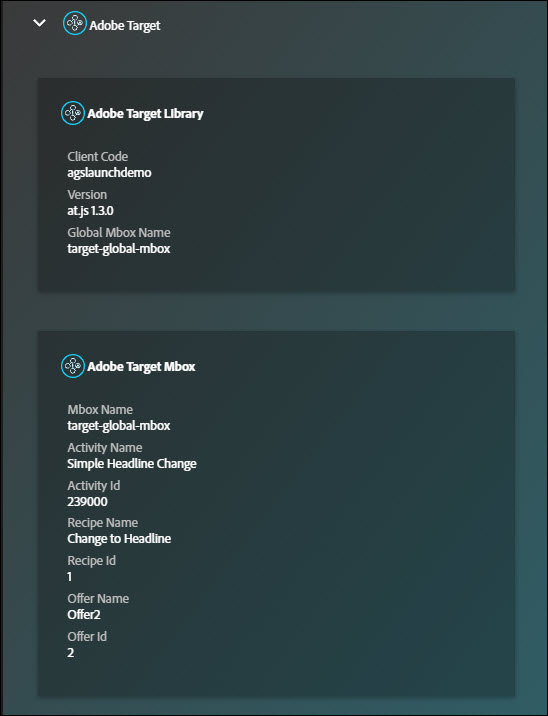 Adobe Target
Adobe Target Library
Client Code
agslaunchdemo
Version
at.js 1.3.0
Global Mbox Name
target-global-mbox
Adobe Target Mbox
Mbox Name
target-global-mbox
Activity Name
Simple Headline Change
Activity Id
239000
Recipe Name
Change to Headline
Recipe Id
1
Offer Name
Offer2
Offer Id
2